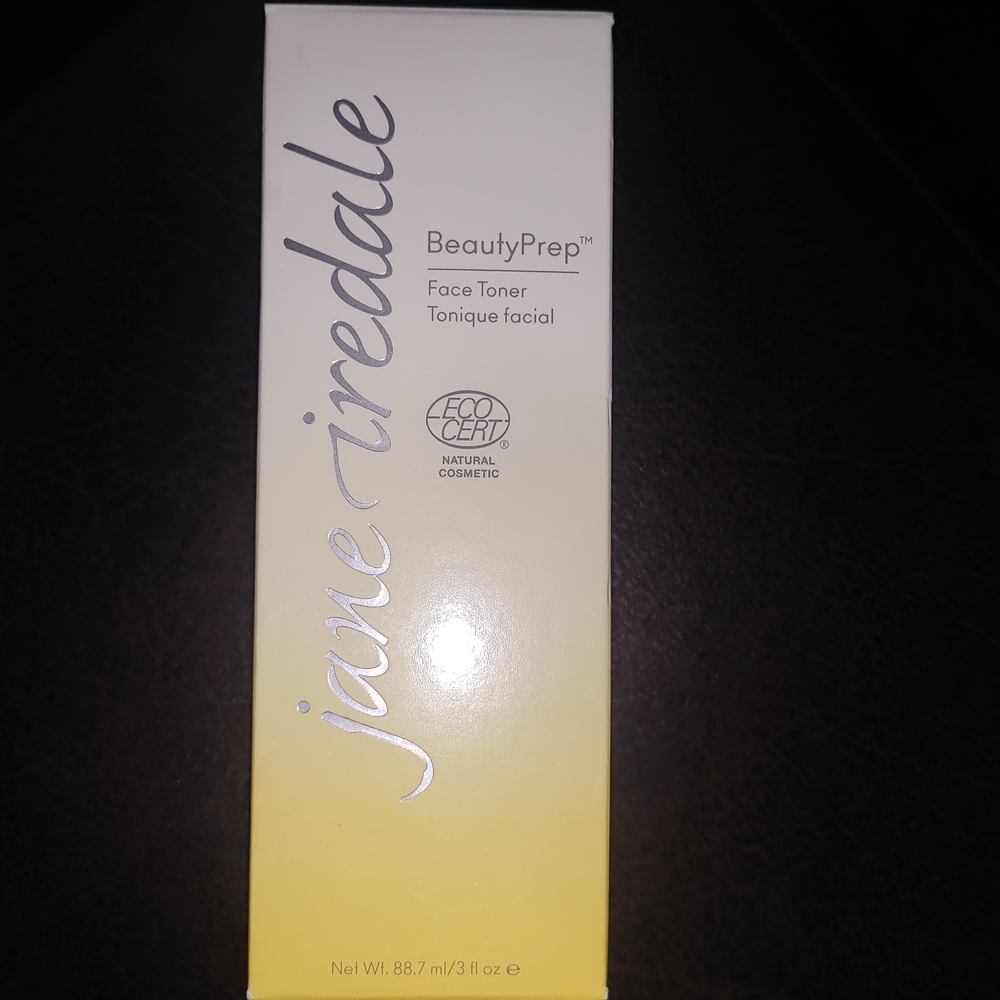 jane iredale
BeautyPrep™
Face Toner
Tonique facial
ECO
CERT®
NATURAL
COSMETIC
Net Wt. 88.7 ml/3 fl oz ℮